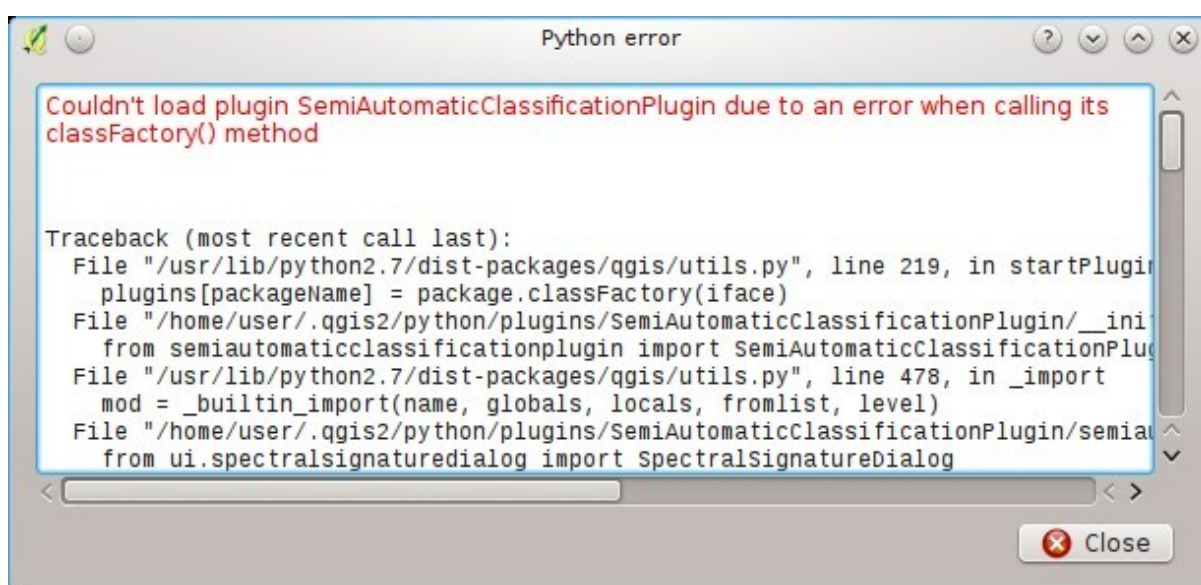 Python error
Couldn't load plugin SemiAutomaticClassificationPlugin due to an error when calling its
classFactory() method
Traceback (most recent call last):
  File "/usr/lib/python2.7/dist-packages/qgis/utils.py", line 219, in startPlugin
    plugins[packageName] = package.classFactory(iface)
  File "/home/user/.qgis2/python/plugins/SemiAutomaticClassificationPlugin/__ini
    from semiautomaticclassificationplugin import SemiAutomaticClassificationPlug
  File "/usr/lib/python2.7/dist-packages/qgis/utils.py", line 478, in _import
    mod = _builtin_import(name, globals, locals, fromlist, level)
  File "/home/user/.qgis2/python/plugins/SemiAutomaticClassificationPlugin/semiau
    from ui.spectralsignaturedialog import SpectralSignatureDialog
Close